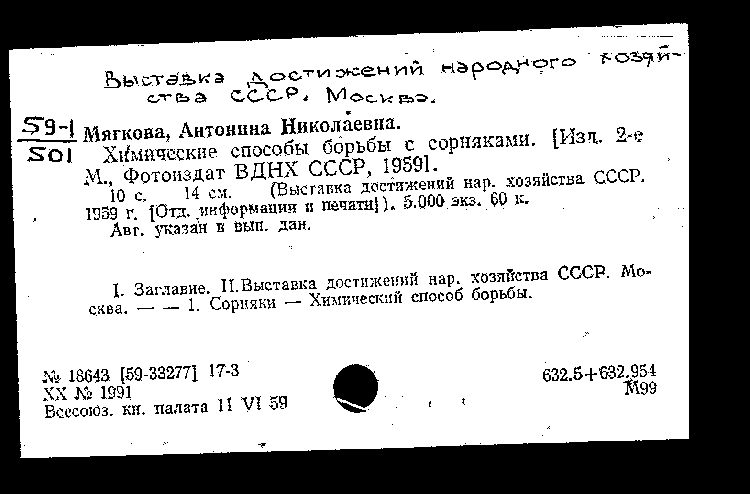 Выставка достижений народного хозяй-
ства СССР. Москва.
59-1
501
Мягкова, Антонина Николаевна.
Химические способы борьбы с сорняками. [Изд. 2-е
М., Фотоиздат ВДНХ СССР, 1959].
10 с. 14 см. (Выставка достижений нар. хозяйства СССР.
1959 г. [Отд. информации и печати]). 5.000 экз. 60 к.
Авт. указан в вып. дан.
I. Заглавие. II. Выставка достижений нар. хозяйства СССР. Мо-
сква. — — 1. Сорняки — Химический способ борьбы.
№ 18643 [59-33277] 17-3
632.5+632.954
XX № 1991
М99
Всесоюз. кн. палата 11 VI 59